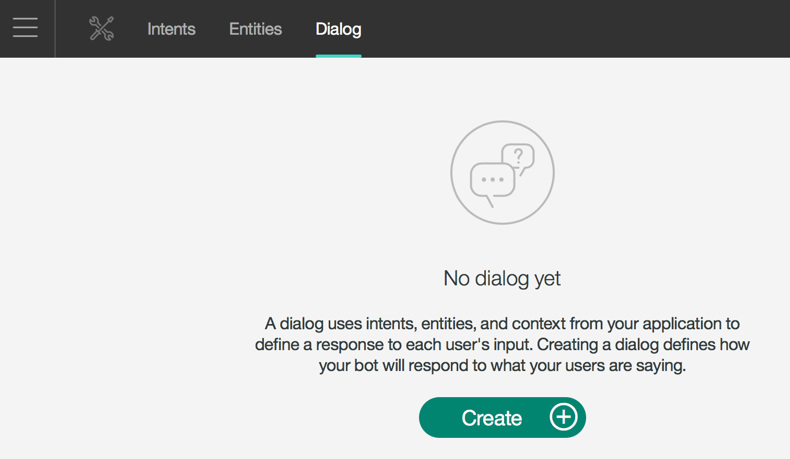 Intents Entities Dialog
?
No dialog yet
A dialog uses intents, entities, and context from your application to
define a response to each user's input. Creating a dialog defines how
your bot will respond to what your users are saying.
Create